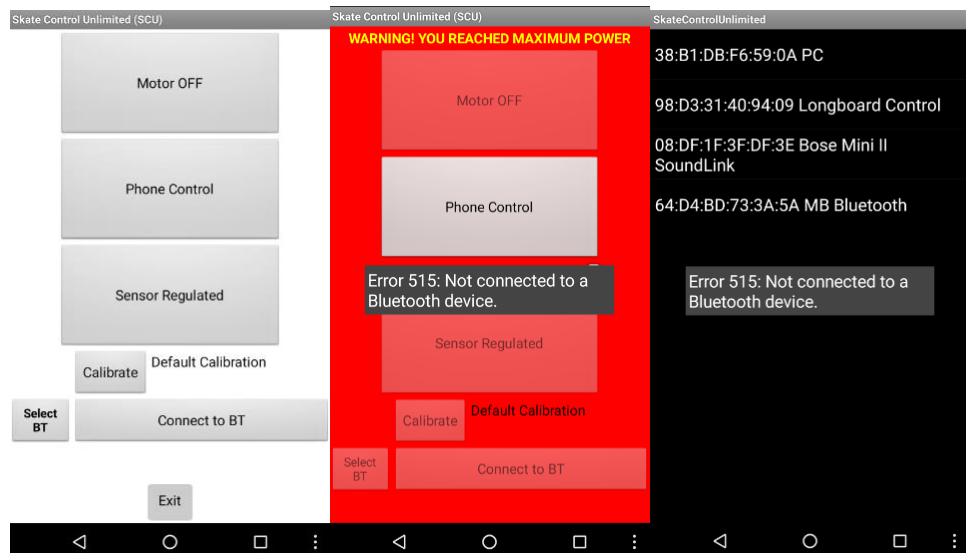 Skate Control Unlimited (SCU)
Motor OFF
Phone Control
Sensor Regulated
Calibrate
Default Calibration
Select
BT
Connect to BT
Exit
Skate Control Unlimited (SCU)
WARNING! YOU REACHED MAXIMUM POWER
Motor OFF
Phone Control
Error 515: Not connected to a
Bluetooth device.
Sensor Regulated
Calibrate
Default Calibration
Select
BT
Connect to BT
SkateControlUnlimited
38:B1:DB:F6:59:0A PC
98:D3:31:40:94:09 Longboard Control
08:DF:1F:3F:DF:3E Bose Mini II
SoundLink
64:D4:BD:73:3A:5A MB Bluetooth
Error 515: Not connected to a
Bluetooth device.